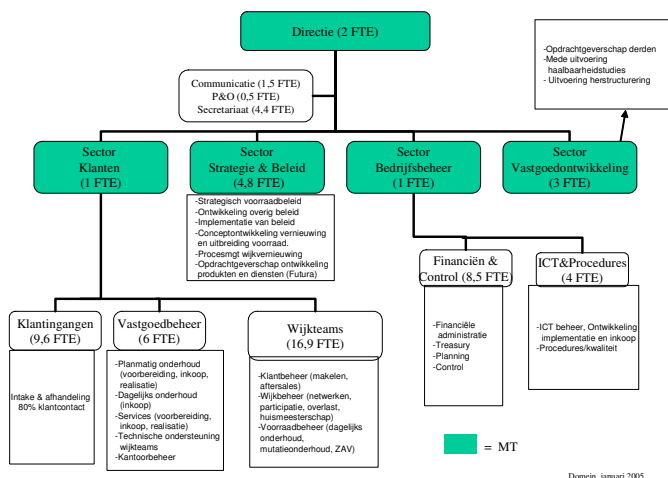 Directie (2 FTE)
-Opdrachtgeverschap derden
-Mede uitvoering
haalbaarheidstudies
- Uitvoering herstructurering
Communicatie (1,5 FTE)
P&O (0,5 FTE)
Secretariaat (4,4 FTE)
Sector
Klanten
(1 FTE)
Sector
Strategie & Beleid
(4,8 FTE)
Sector
Bedrijfsbeheer
(1 FTE)
Sector
Vastgoedontwikkeling
(3 FTE)
-Strategisch voorraadbeleid
-Ontwikkeling overig beleid
-Implementatie van beleid
-Conceptontwikkeling vernieuwing
en uitbreiding voorraad.
-Procesmgt wijkvernieuwing
-Opdrachtgeverschap ontwikkeling
produkten en diensten (Futura)
Financiën &
Control (8,5 FTE)
ICT&Procedures
(4 FTE)
-Financiële
administratie
-Treasury
-Planning
-Control
-ICT beheer, Ontwikkeling
implementatie en inkoop
-Procedures/kwaliteit
Klantingangen
(9,6 FTE)
Vastgoedbeheer
(6 FTE)
Wijkteams
(16,9 FTE)
Intake & afhandeling
80% klantcontact
-Planmatig onderhoud
(voorbereiding, inkoop,
realisatie)
-Dagelijks onderhoud
(inkoop)
-Services (voorbereiding,
inkoop, realisatie)
-Technische ondersteuning
wijkteams
-Kantoorbeheer
-Klantbeheer (makelen,
aftersales)
-Wijkbeheer (netwerken,
participatie, overlast,
huismeesterschap)
-Voorraadbeheer (dagelijks
onderhoud,
mutatieonderhoud, ZAV)
= MT
Domein, januari 2005